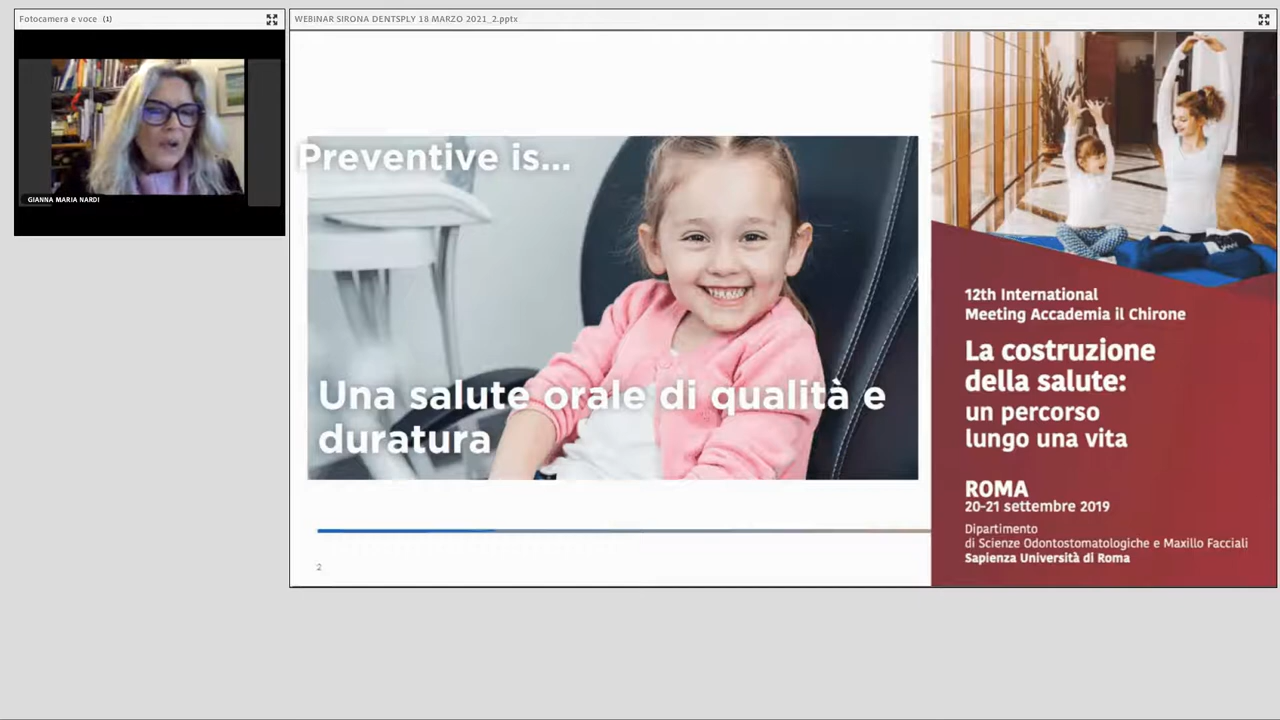 Fotocamera e voce (1)
GIANNA MARIA NARDI
WEBINAR SIRONA DENTSPLY 18 MARZO 2021_2.pptx
Preventive is...
Una salute orale di qualità e
duratura
2
12th International
Meeting Accademia il Chirone
La costruzione
della salute:
un percorso
lungo una vita
ROMA
20-21 settembre 2019
Dipartimento
di Scienze Odontostomatologiche e Maxillo Facciali
Sapienza Università di Roma